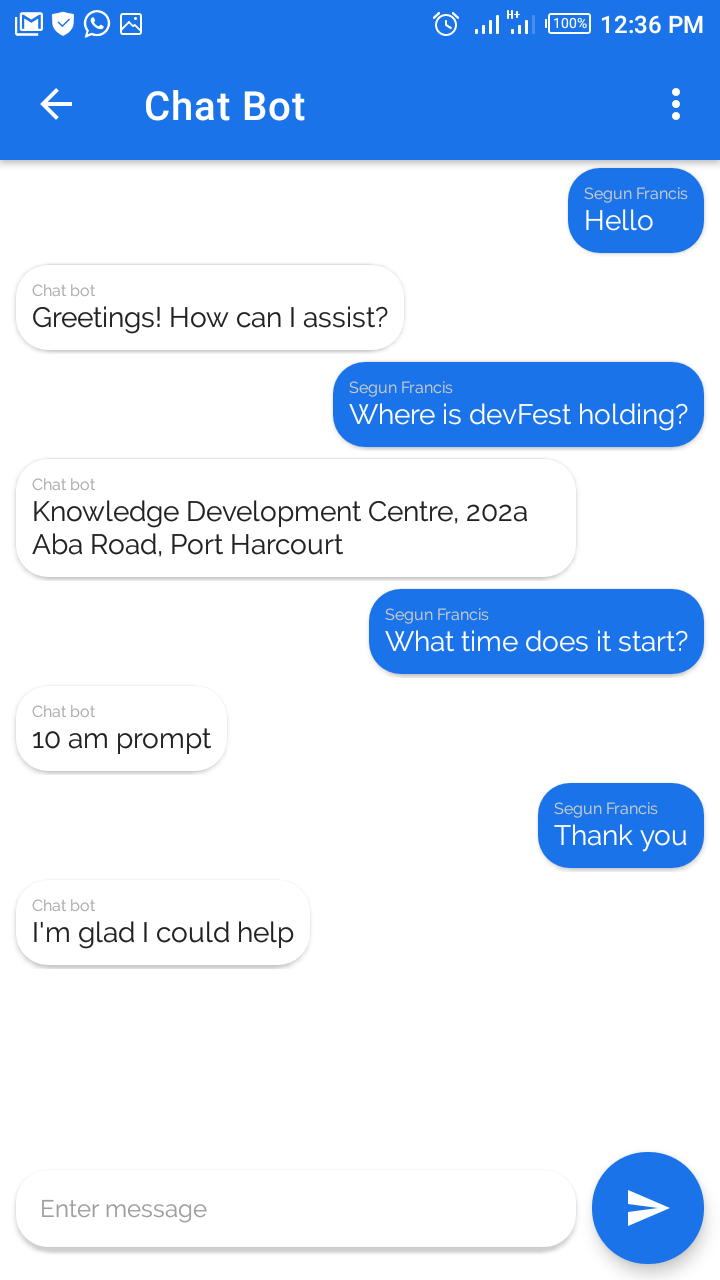 H+
100%
12:36 PM
Chat Bot
Segun Francis
Hello
Chat bot
Greetings! How can I assist?
Segun Francis
Where is devFest holding?
Chat bot
Knowledge Development Centre, 202a
Aba Road, Port Harcourt
Segun Francis
What time does it start?
Chat bot
10 am prompt
Segun Francis
Thank you
Chat bot
I'm glad I could help
Enter message